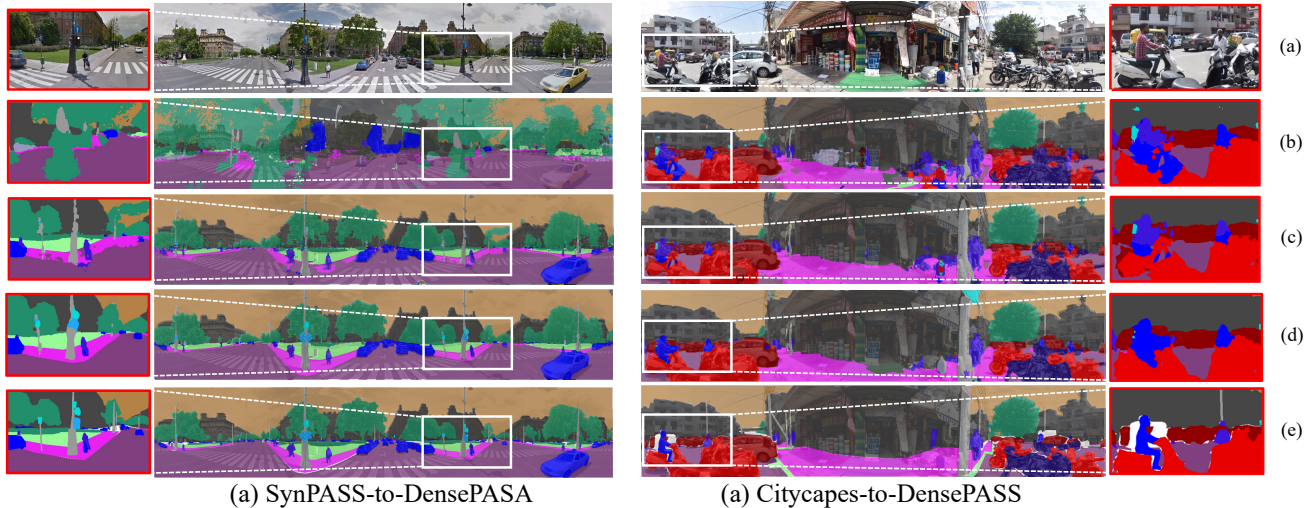 (a)
(b)
(c)
(d)
(e)
(a) SynPASS-to-DensePASA
(a) Citycapes-to-DensePASS